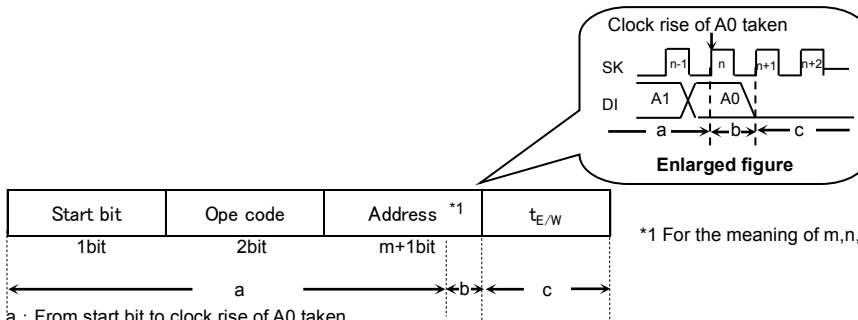 Clock rise of A0 taken
SK n-1 n n+1 n+2
DI A1 A0
a b c
Enlarged figure
Start bit Ope code Address *1 tE/W
1bit 2bit m+1bit
*1 For the meaning of m,n,
a b c
a : From start bit to clock rise of A0 taken